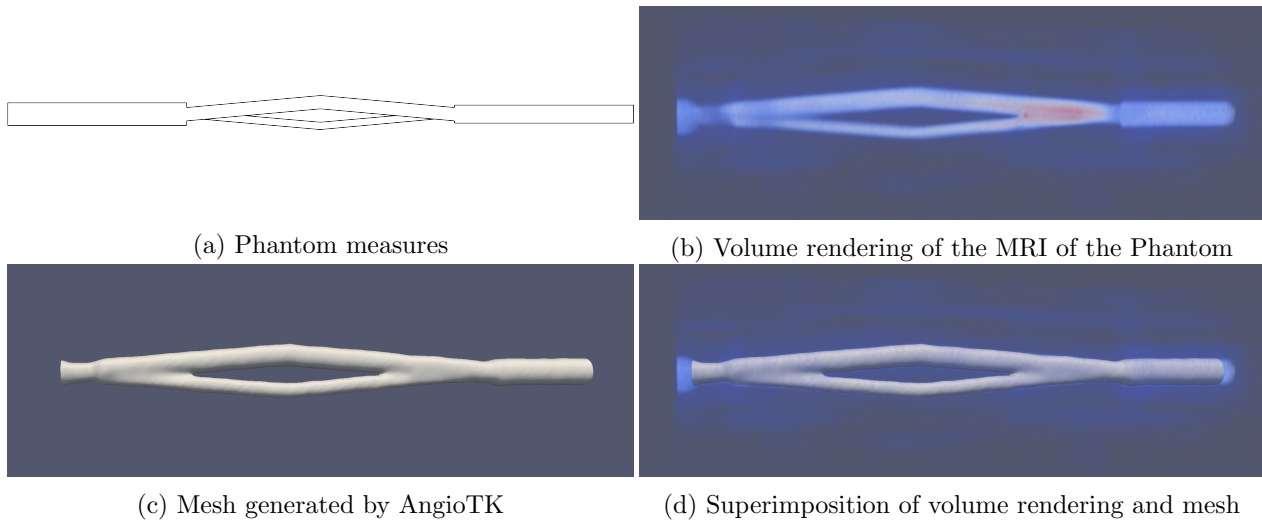 (a) Phantom measures
(b) Volume rendering of the MRI of the Phantom
(c) Mesh generated by AngioTK
(d) Superimposition of volume rendering and mesh